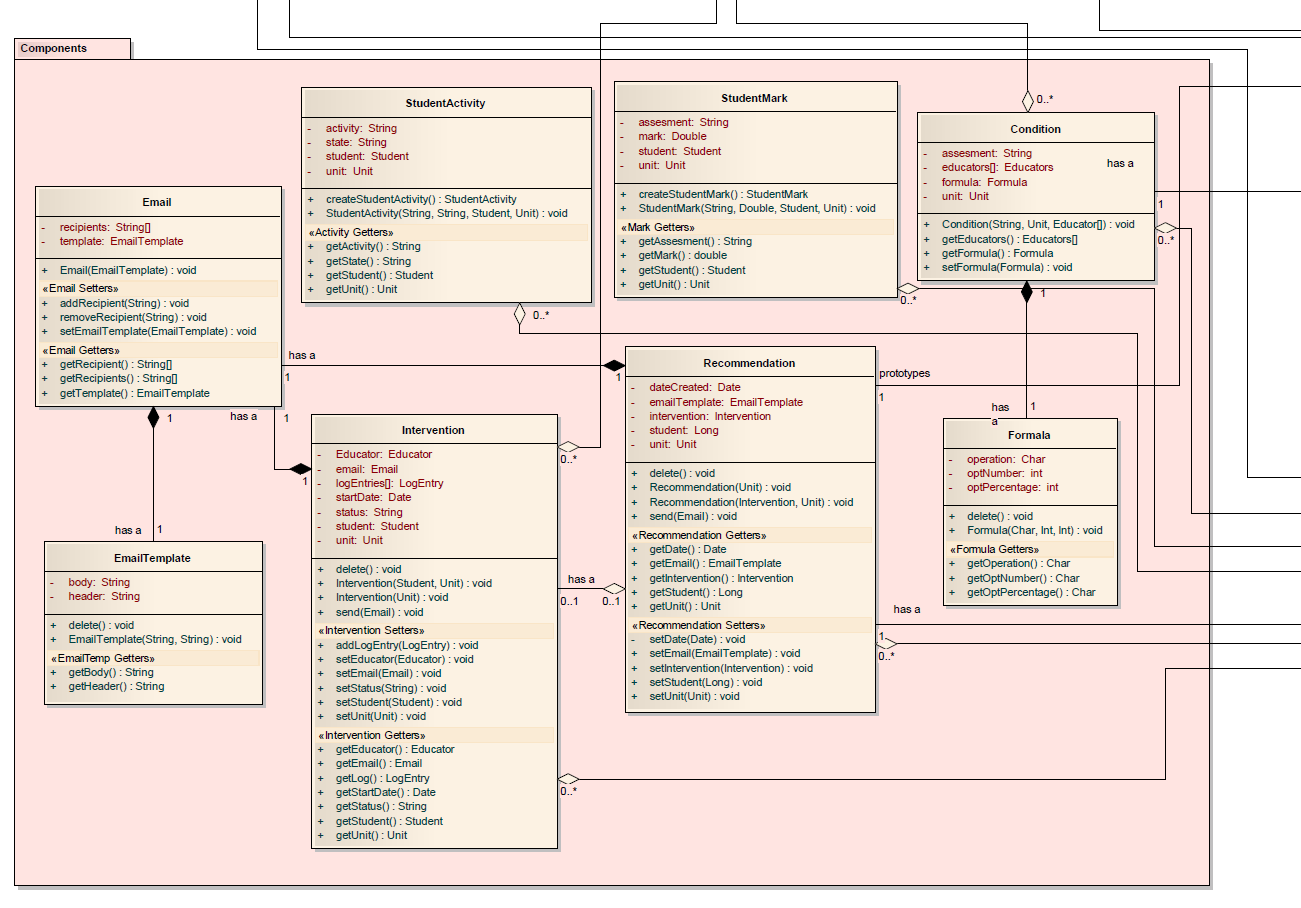 Components
StudentActivity
- activity: String
- state: String
- student: Student
- unit: Unit
+ createStudentActivity() : StudentActivity
+ StudentActivity(String, String, Student, Unit) : void
«Activity Getters»
+ getActivity() : String
+ getState() : String
+ getStudent() : Student
+ getUnit() : Unit
0..*
StudentMark
- assesment: String
- mark: Double
- student: Student
- unit: Unit
+ createStudentMark() : StudentMark
+ StudentMark(String, Double, Student, Unit) : void
«Mark Getters»
+ getAssesment() : String
+ getMark() : double
+ getStudent() : Student
+ getUnit() : Unit
0..*
0..*
Condition
- assesment: String
- educators[]: Educators
- formula: Formula
- unit: Unit
+ Condition(String, Unit, Educator[]) : void
+ getEducators() : Educators[]
+ getFormula() : Formula
+ setFormula(Formula) : void
has a
1
0..*
1
Email
- recipients: String[]
- template: EmailTemplate
+ Email(EmailTemplate) : void
«Email Setters»
+ addRecipient(String) : void
+ removeRecipient(String) : void
+ setEmailTemplate(EmailTemplate) : void
«Email Getters»
+ getRecipient() : String[]
+ getRecipients() : String[]
+ getTemplate() : EmailTemplate
has a
1
1
1
has a
1
1
has a
1
EmailTemplate
- body: String
- header: String
+ delete() : void
+ EmailTemplate(String, String) : void
«EmailTemp Getters»
+ getBody() : String
+ getHeader() : String
Intervention
- Educator: Educator
- email: Email
- logEntries[]: LogEntry
- startDate: Date
- status: String
- student: Student
- unit: Unit
+ delete() : void
+ Intervention(Student, Unit) : void
+ Intervention(Unit) : void
+ send(Email) : void
«Intervention Setters»
+ addLogEntry(LogEntry) : void
+ setEducator(Educator) : void
+ setEmail(Email) : void
+ setStatus(String) : void
+ setStudent(Student) : void
+ setUnit(Unit) : void
«Intervention Getters»
+ getEducator() : Educator
+ getEmail() : Email
+ getLog() : LogEntry
+ getStartDate() : Date
+ getStatus() : String
+ getStudent() : Student
+ getUnit() : Unit
0..*
has a
0..1
0..1
0..*
Recommendation
- dateCreated: Date
- emailTemplate: EmailTemplate
- intervention: Intervention
- student: Long
- unit: Unit
+ delete() : void
+ Recommendation(Unit) : void
+ Recommendation(Intervention, Unit) : void
+ send(Email) : void
«Recommendation Getters»
+ getDate() : Date
+ getEmail() : EmailTemplate
+ getIntervention() : Intervention
+ getStudent() : Long
+ getUnit() : Unit
«Recommendation Setters»
- setDate(Date) : void
+ setEmail(EmailTemplate) : void
+ setIntervention(Intervention) : void
+ setStudent(Long) : void
+ setUnit(Unit) : void
prototypes
1
has a
1
0..*
has
a
1
Fomala
- operation: Char
- optNumber: int
- optPercentage: int
+ delete() : void
+ Formula(Char, Int, Int) : void
«Formula Getters»
+ getOperation() : Char
+ getOptNumber() : Char
+ getOptPercentage() : Char